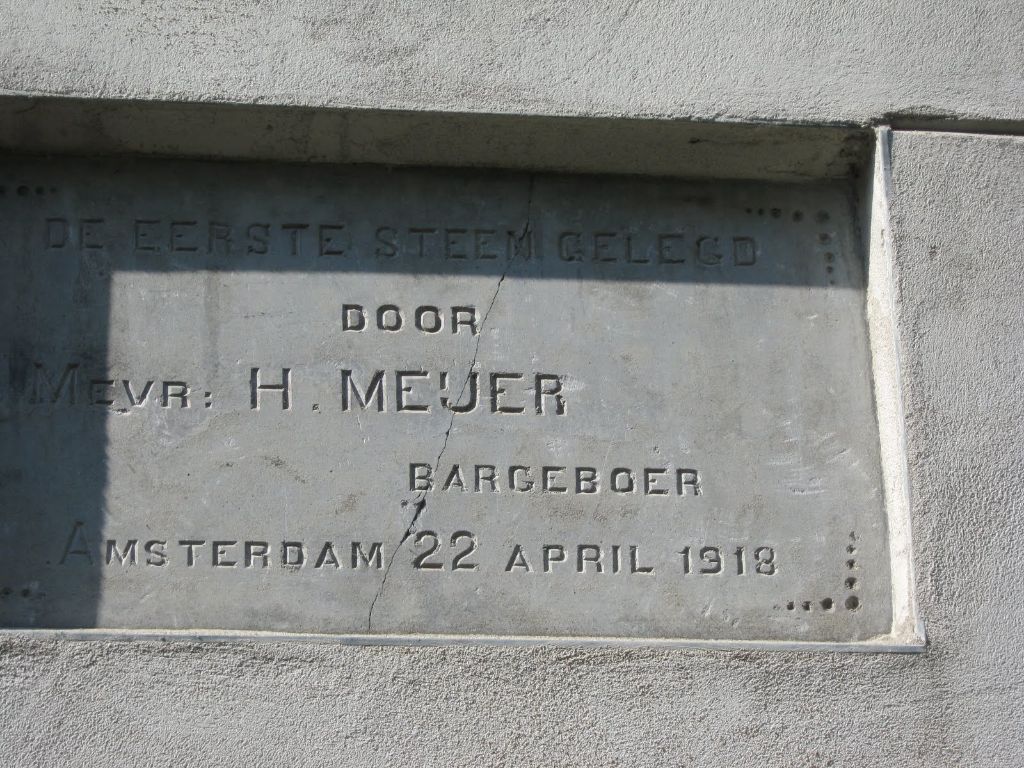 DE EERSTE STEEN GELEGD
DOOR
MEVR: H. MEIJER
BARGEBOER
AMSTERDAM 22 APRIL 1918